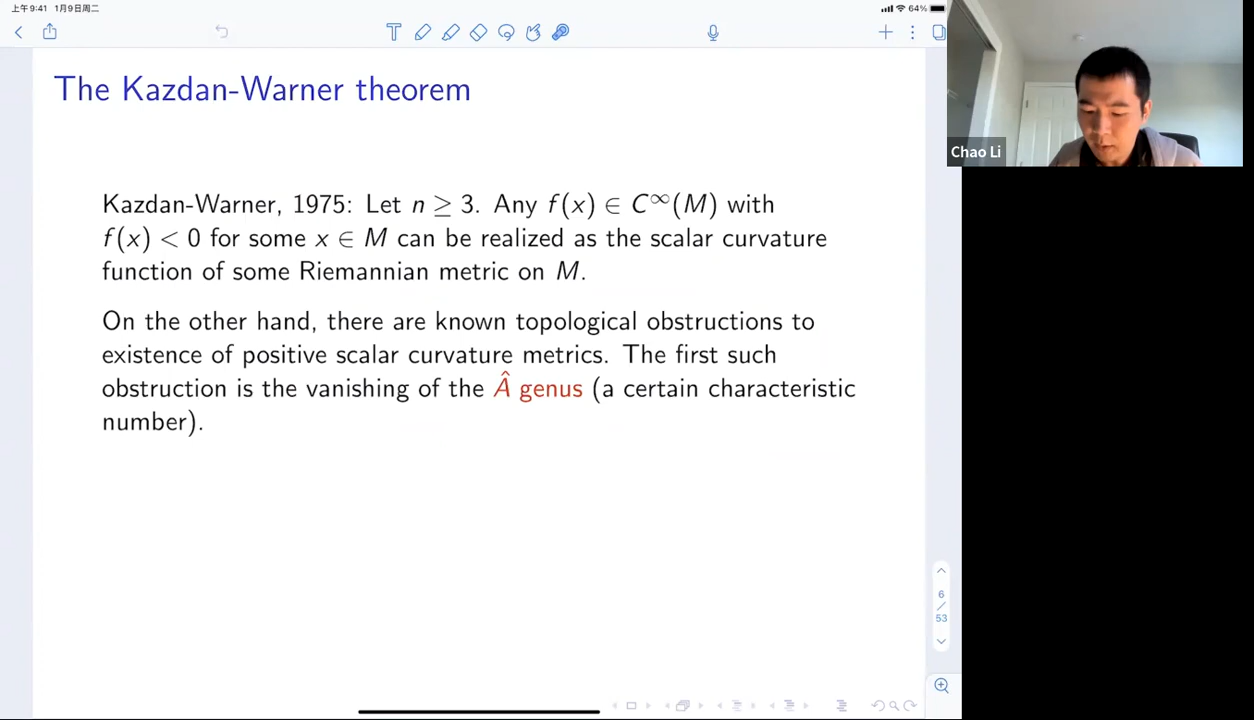 上午9:41 1月9日周二
64%
The Kazdan-Warner theorem
Chao Li
Kazdan-Warner, 1975: Let n ≥ 3. Any f(x) ∈ C^∞(M) with
f(x) < 0 for some x ∈ M can be realized as the scalar curvature
function of some Riemannian metric on M.
On the other hand, there are known topological obstructions to
existence of positive scalar curvature metrics. The first such
obstruction is the vanishing of the Â genus (a certain characteristic
number).
6
/
53